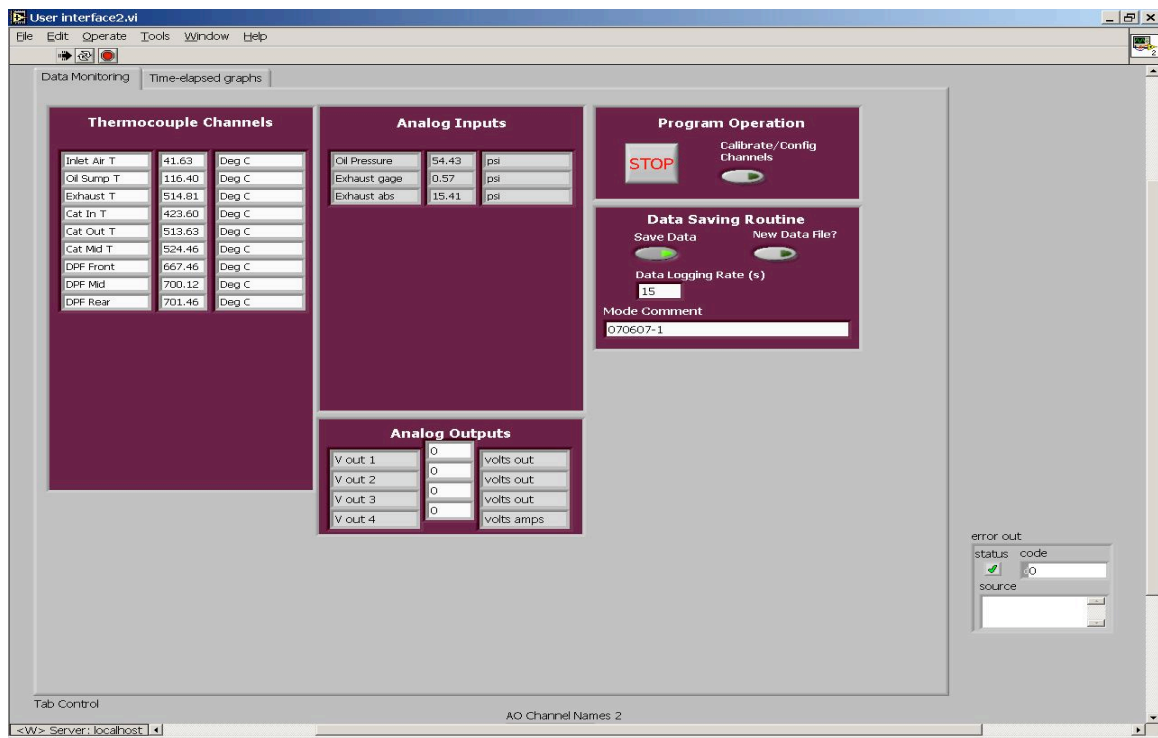 User interface2.vi
File Edit Operate Tools Window Help
2
Data Monitoring Time-elapsed graphs
Thermocouple Channels
Inlet Air T 41.63 Deg C
Oil Sump T 116.40 Deg C
Exhaust T 514.81 Deg C
Cat In T 423.60 Deg C
Cat Out T 513.63 Deg C
Cat Mid T 524.46 Deg C
DPF Front 667.46 Deg C
DPF Mid 700.12 Deg C
DPF Rear 701.46 Deg C
Analog Inputs
Oil Pressure 54.43 psi
Exhaust gage 0.57 psi
Exhaust abs 15.41 psi
Analog Outputs
V out 1 0 volts out
V out 2 0 volts out
V out 3 0 volts out
V out 4 0 volts amps
Program Operation
STOP
Calibrate/Config
Channels
Data Saving Routine
Save Data New Data File?
Data Logging Rate (s)
15
Mode Comment
070607-1
error out
status code
0
source
Tab Control
AO Channel Names 2
<W> Server: localhost